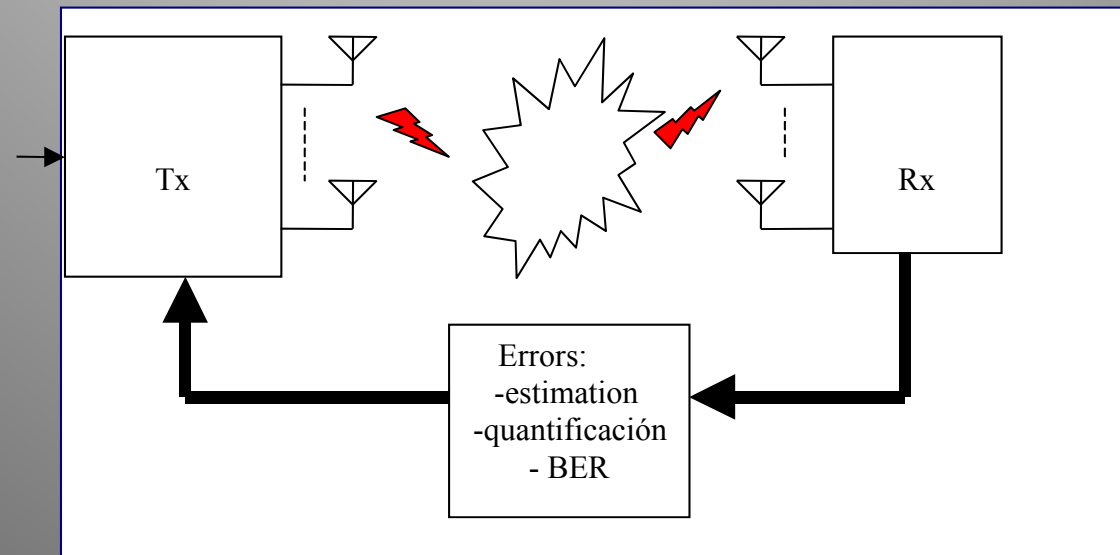 Tx
Rx
Errors:
-estimation
-quantificación
- BER